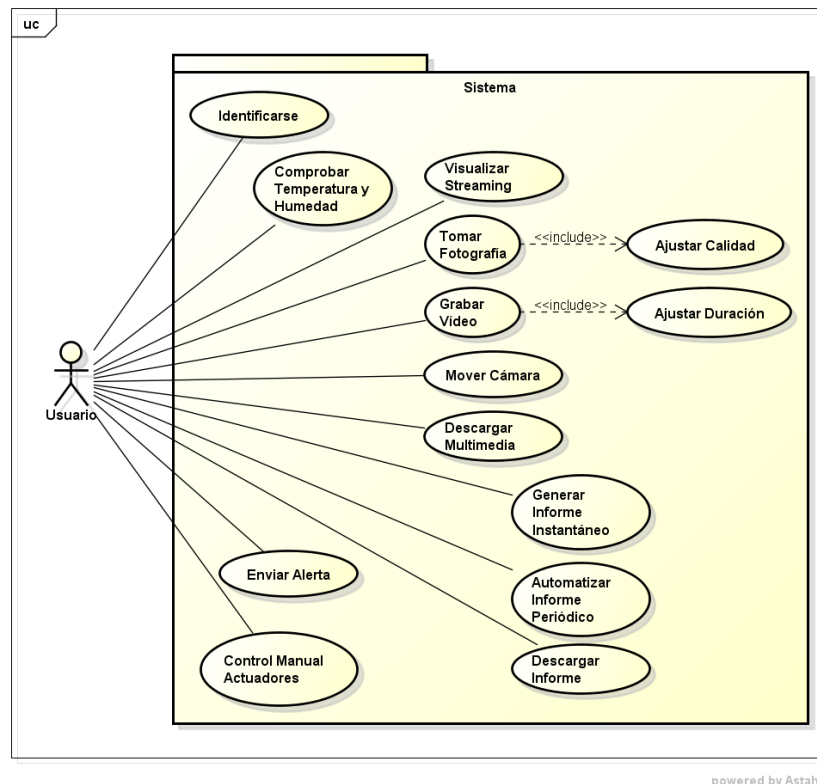 uc
Sistema
Identificarse
Comprobar
Temperatura y
Humedad
Visualizar
Streaming
Tomar
Fotografía
<<include>>
Ajustar Calidad
Grabar
Vídeo
<<include>>
Ajustar Duración
Usuario
Mover Cámara
Descargar
Multimedia
Generar
Informe
Instantáneo
Enviar Alerta
Automatizar
Informe
Periódico
Control Manual
Actuadores
Descargar
Informe
powered by Astah